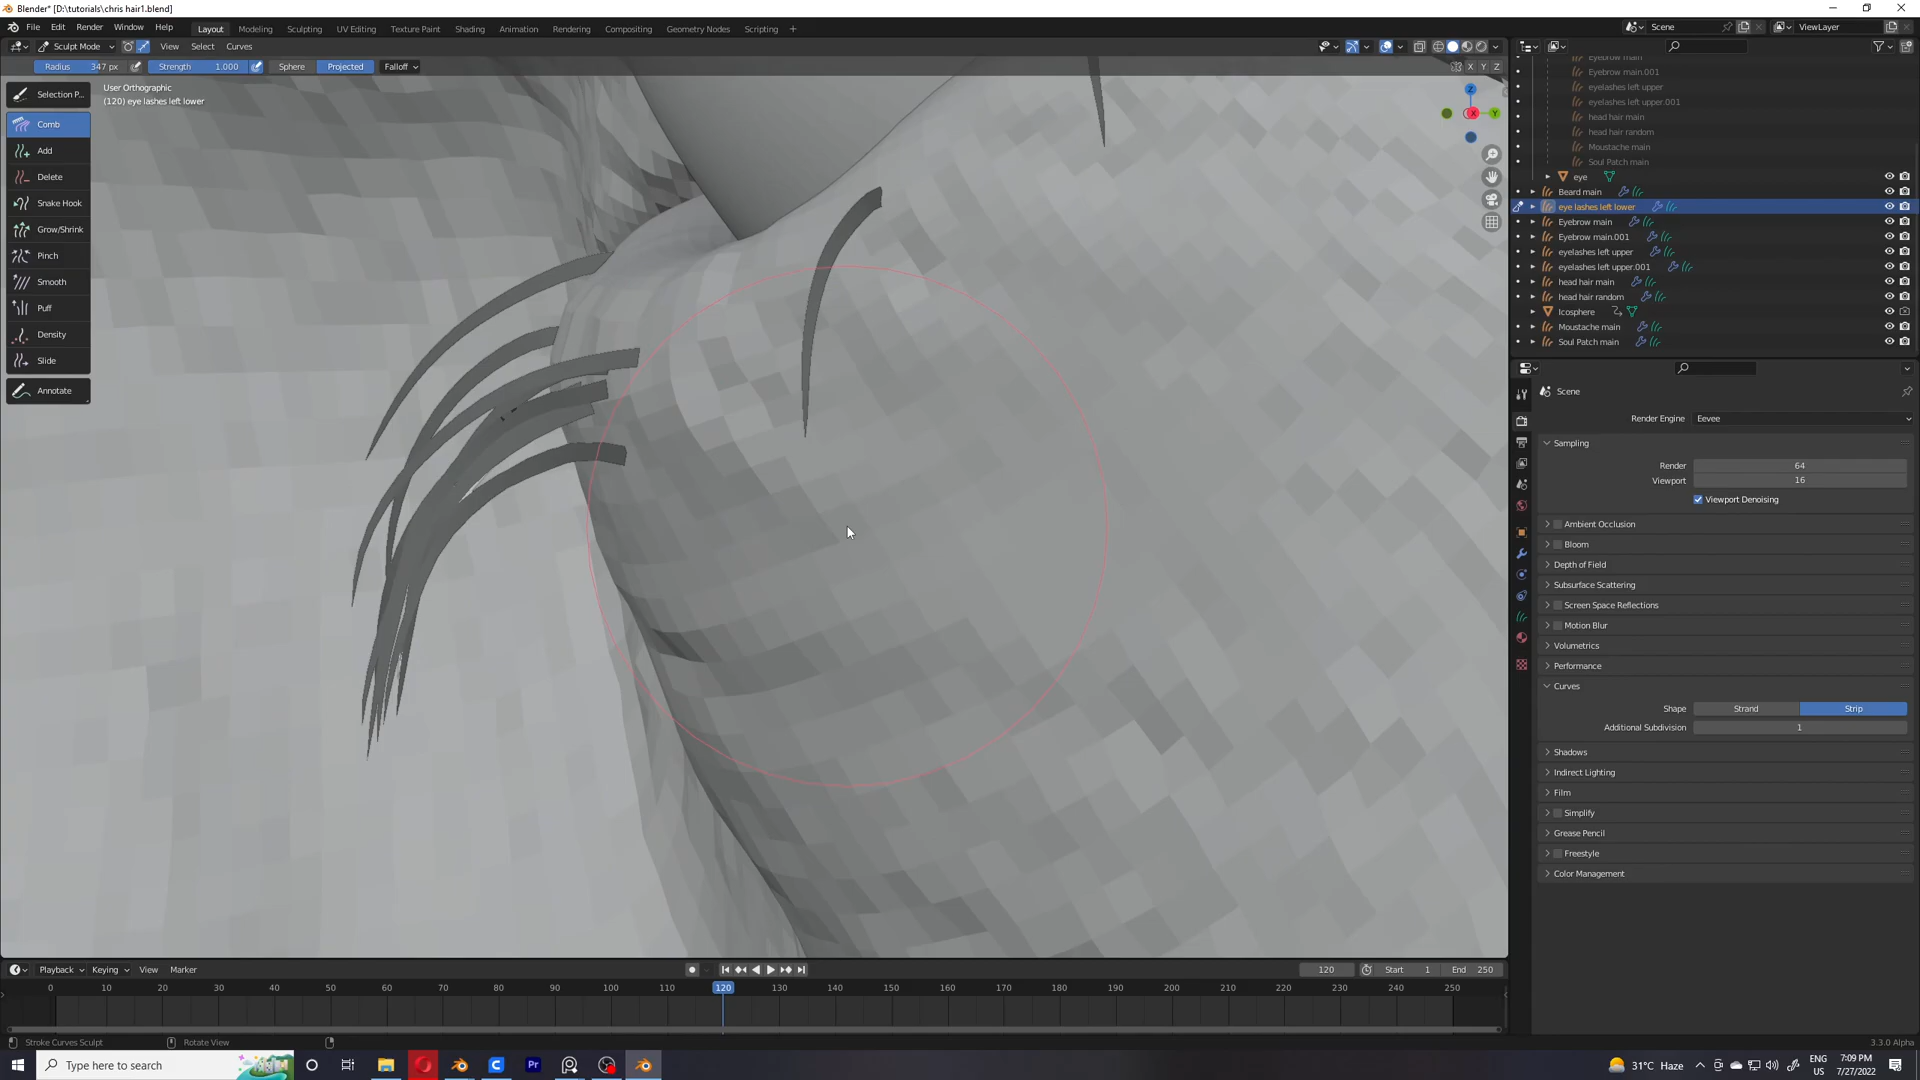 Blender* [D:\tutorials\chris hair1.blend]
File Edit Render Window Help
Layout Modeling Sculpting UV Editing Texture Paint Shading Animation Rendering Compositing Geometry Nodes Scripting +
Scene
ViewLayer
Sculpt Mode View Select Curves
Radius 347 px Strength 1.000 Sphere Projected Falloff
X Y Z
User Orthographic
(120) eye lashes left lower
Selection P...
Comb
Add
Delete
Snake Hook
Grow/Shrink
Pinch
Smooth
Puff
Density
Slide
Annotate
Z
X
Y
Eyebrow main
Eyebrow main.001
eyelashes left upper
eyelashes left upper.001
head hair main
head hair random
Moustache main
Soul Patch main
eye
Beard main
eye lashes left lower
Eyebrow main
Eyebrow main.001
eyelashes left upper
eyelashes left upper.001
head hair main
head hair random
Icosphere
Moustache main
Soul Patch main
Scene
Render Engine Eevee
Sampling
Render 64
Viewport 16
Viewport Denoising
Ambient Occlusion
Bloom
Depth of Field
Subsurface Scattering
Screen Space Reflections
Motion Blur
Volumetrics
Performance
Curves
Shape Strand Strip
Additional Subdivision 1
Shadows
Indirect Lighting
Film
Simplify
Grease Pencil
Freestyle
Color Management
Playback Keying View Marker
120 Start 1 End 250
0 10 20 30 40 50 60 70 80 90 100 110 120 130 140 150 160 170 180 190 200 210 220 230 240 250
Stroke Curves Sculpt Rotate View
3.3.0 Alpha
Type here to search
31°C Haze
ENG
US
7:09 PM
7/27/2022